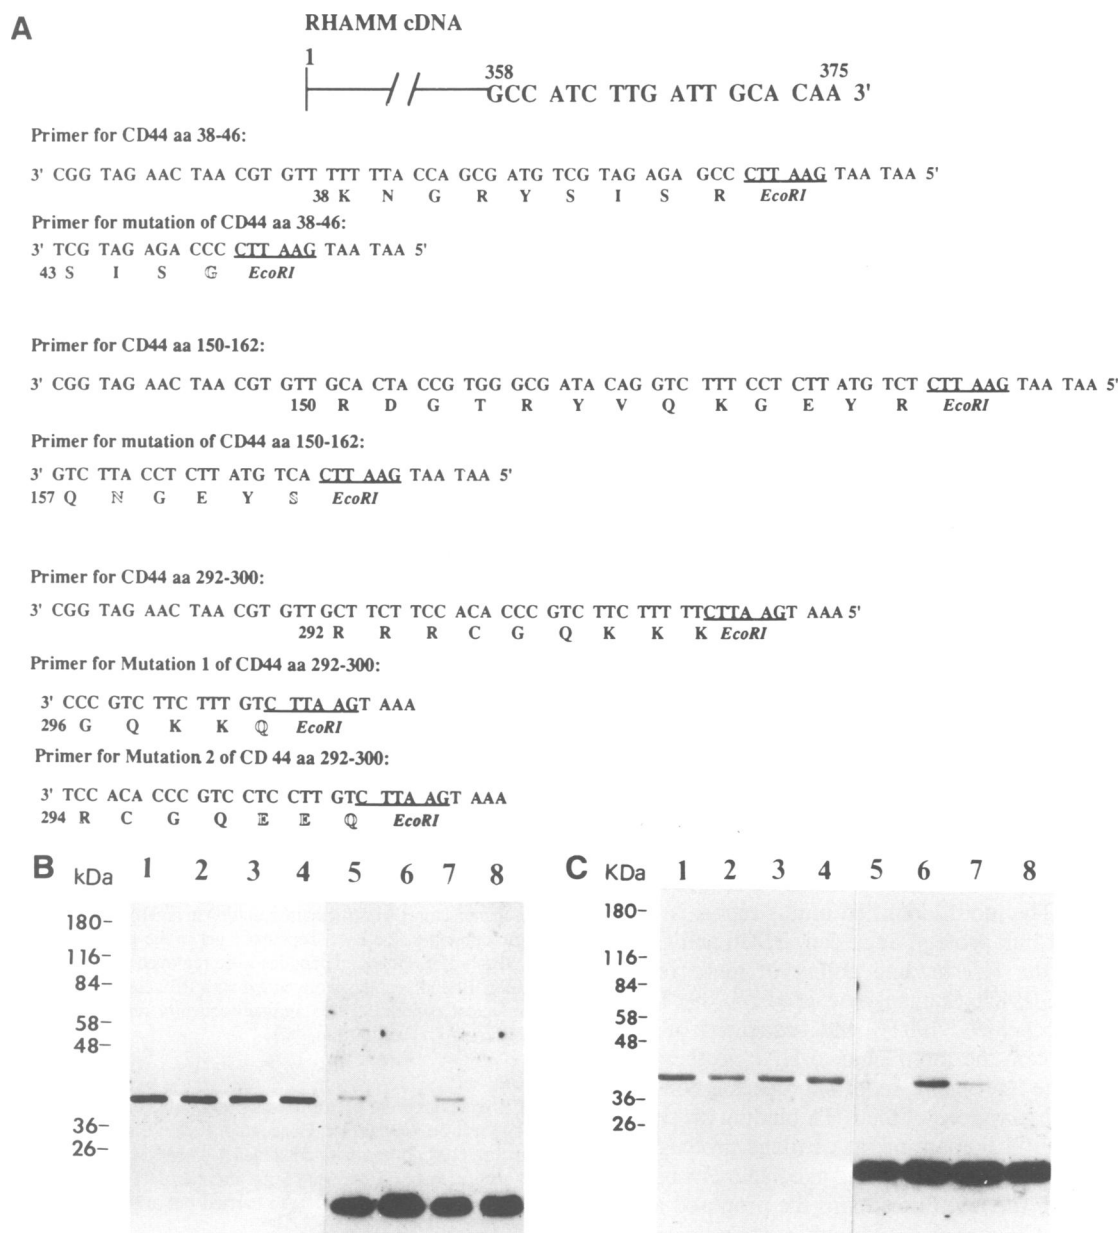 A
RHAMM cDNA
1
358 375
GCC ATC TTG ATT GCA CAA 3'
Primer for CD44 aa 38-46:
3' CGG TAG AAC TAA CGT GTT TTT TTA CCA GCG ATG TCG TAG AGA GCC CTT AAG TAA TAA 5'
38 K N G R Y S I S R EcoRI
Primer for mutation of CD44 aa 38-46:
3' TCG TAG AGA CCC CTT AAG TAA TAA 5'
43 S I S G EcoRI
Primer for CD44 aa 150-162:
3' CGG TAG AAC TAA CGT GTT GCA CTA CCG TGG GCG ATA CAG GTC TTT CCT CTT ATG TCT CTT AAG TAA TAA 5'
150 R D G T R Y V Q K G E Y R EcoRI
Primer for mutation of CD44 aa 150-162:
3' GTC TTA CCT CTT ATG TCA CTT AAG TAA TAA 5'
157 Q N G E Y S EcoRI
Primer for CD44 aa 292-300:
3' CGG TAG AAC TAA CGT GTT GCT TCT TCC ACA CCC GTC TTC TTT TTCTTA AGT AAA 5'
292 R R R C G Q K K K EcoRI
Primer for Mutation 1 of CD44 aa 292-300:
3' CCC GTC TTC TTT GTC TTA AGT AAA
296 G Q K K Q EcoRI
Primer for Mutation 2 of CD 44 aa 292-300:
3' TCC ACA CCC GTC CTC CTT GTC TTA AGT AAA
294 R C G Q E E Q EcoRI
B kDa 1 2 3 4 5 6 7 8
180-
116-
84-
58-
48-
36-
26-
C KDa 1 2 3 4 5 6 7 8
180-
116-
84-
58-
48-
36-
26-